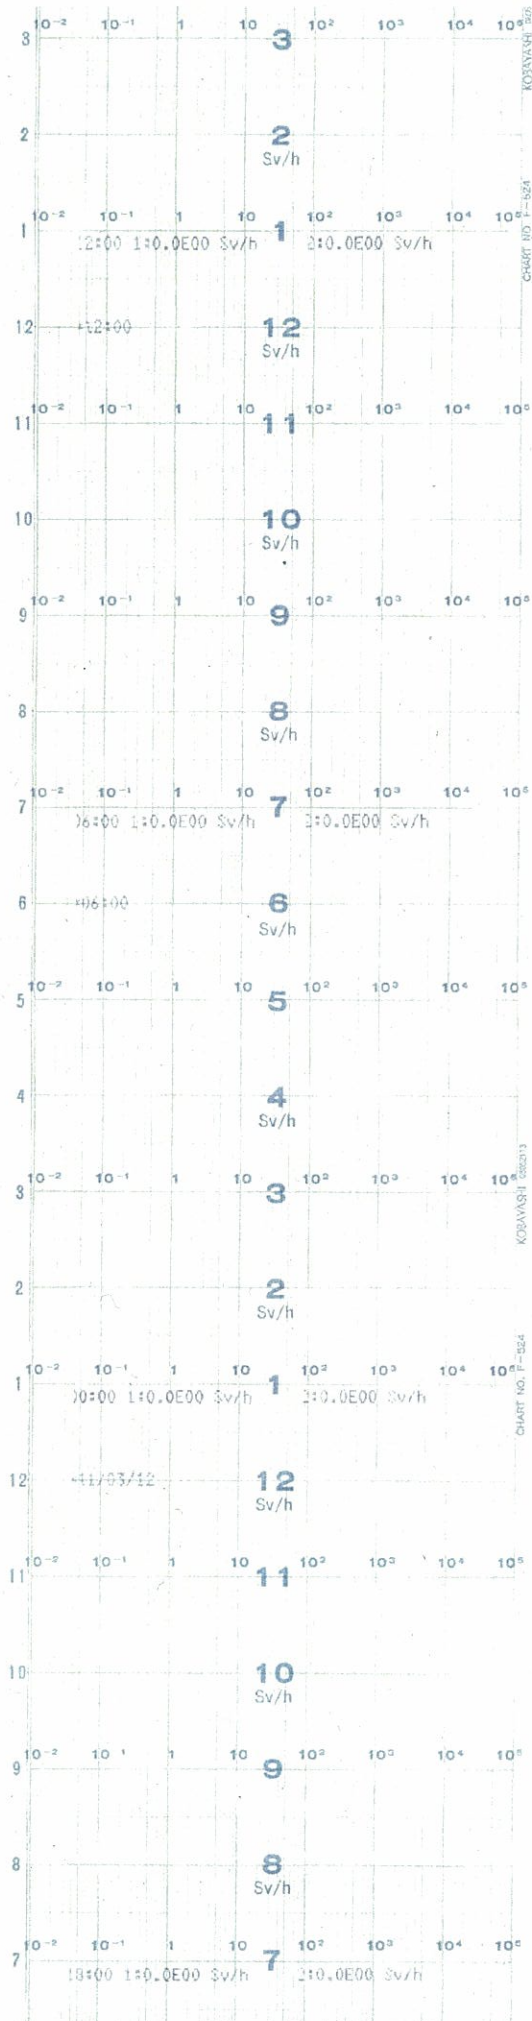 10⁻² 10⁻¹ 1 10 10² 10³ 10⁴ 10⁵
3 3
KOBAYASHI
2 2
Sv/h
10⁻² 10⁻¹ 1 10 10² 10³ 10⁴ 10⁵
1 1
CHART NO. P-524
12:00 1:0.0E00 Sv/h 2:0.0E00 Sv/h
12 12:00 12
Sv/h
10⁻² 10⁻¹ 1 10 10² 10³ 10⁴ 10⁵
11 11
10 10
Sv/h
10⁻² 10⁻¹ 1 10 10² 10³ 10⁴ 10⁵
9 9
8 8
Sv/h
10⁻² 10⁻¹ 1 10 10² 10³ 10⁴ 10⁵
7 7
06:00 1:0.0E00 Sv/h 2:0.0E00 Sv/h
6 06:00 6
Sv/h
10⁻² 10⁻¹ 1 10 10² 10³ 10⁴ 10⁵
5 5
4 4
Sv/h
10⁻² 10⁻¹ 1 10 10² 10³ 10⁴ 10⁵
3 3
KOBAYASHI
2 2
Sv/h
10⁻² 10⁻¹ 1 10 10² 10³ 10⁴ 10⁵
1 1
CHART NO. P-524
00:00 1:0.0E00 Sv/h 2:0.0E00 Sv/h
12 11/03/12 12
Sv/h
10⁻² 10⁻¹ 1 10 10² 10³ 10⁴ 10⁵
11 11
10 10
Sv/h
10⁻² 10⁻¹ 1 10 10² 10³ 10⁴ 10⁵
9 9
8 8
Sv/h
10⁻² 10⁻¹ 1 10 10² 10³ 10⁴ 10⁵
7 7
18:00 1:0.0E00 Sv/h 2:0.0E00 Sv/h